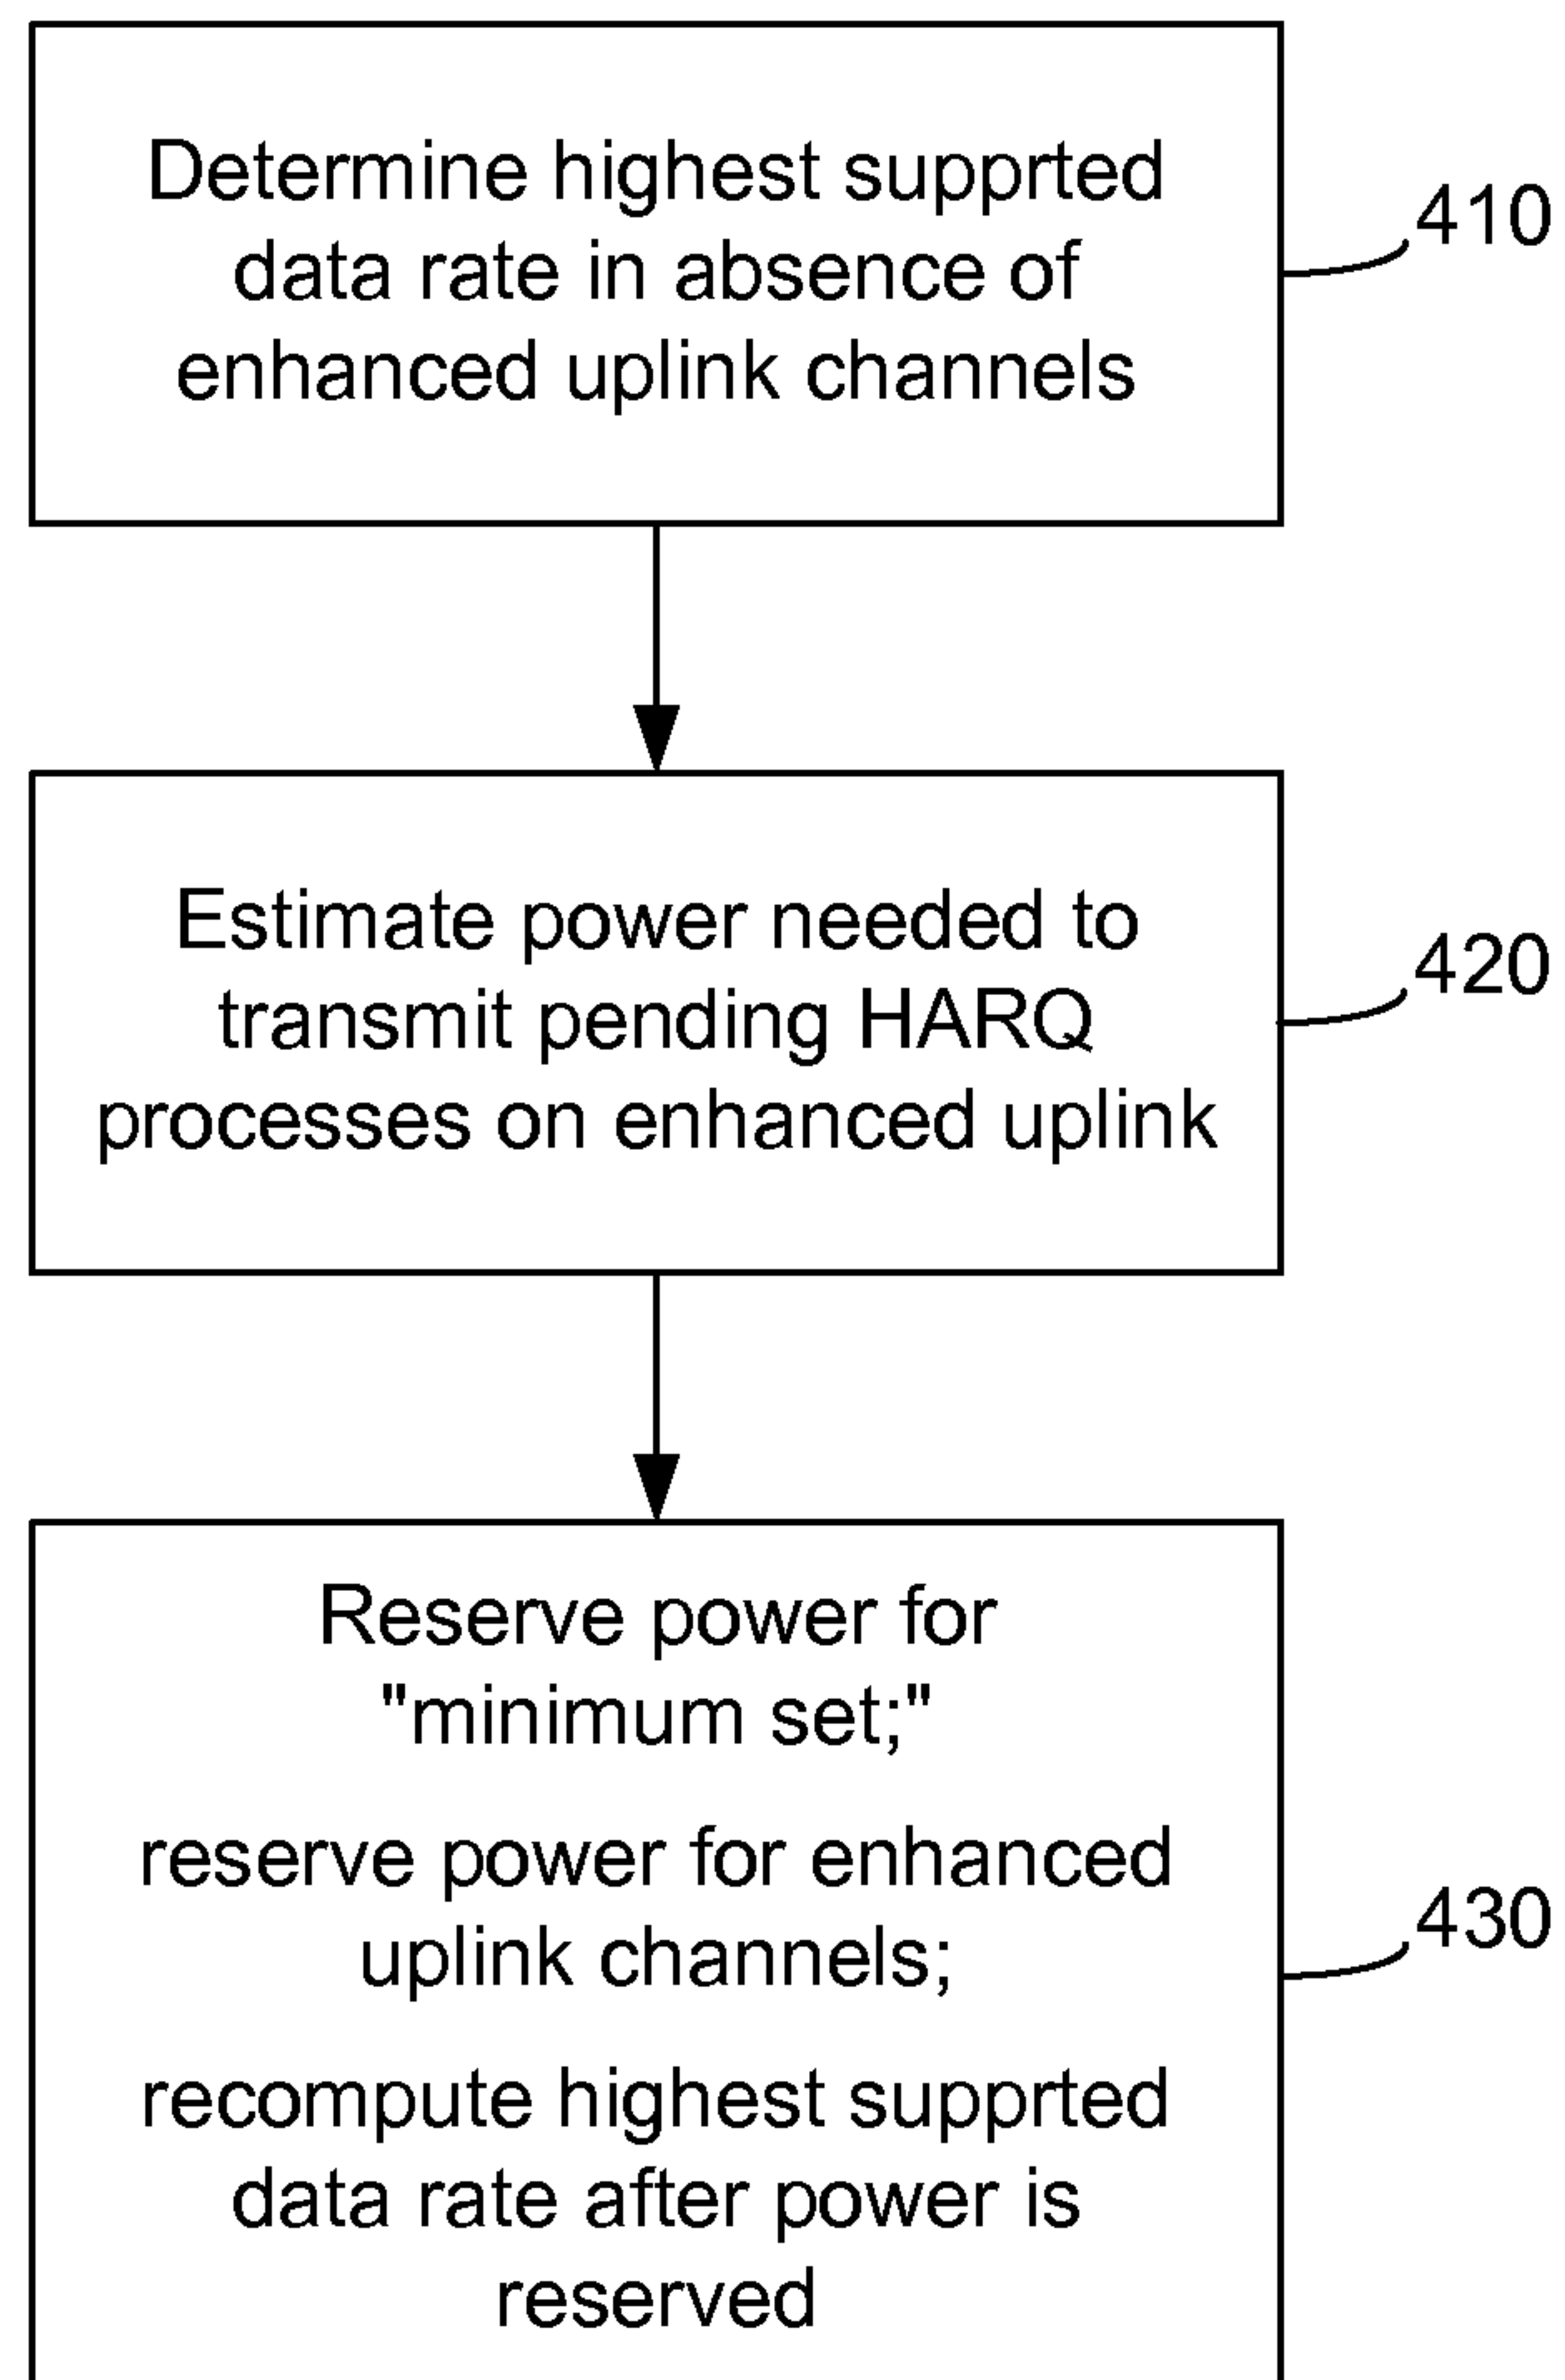 Determine highest supprted
data rate in absence of
enhanced uplink channels
410
Estimate power needed to
transmit pending HARQ
processes on enhanced uplink
420
Reserve power for
"minimum set;"
reserve power for enhanced
uplink channels;
recompute highest supprted
data rate after power is
reserved
430